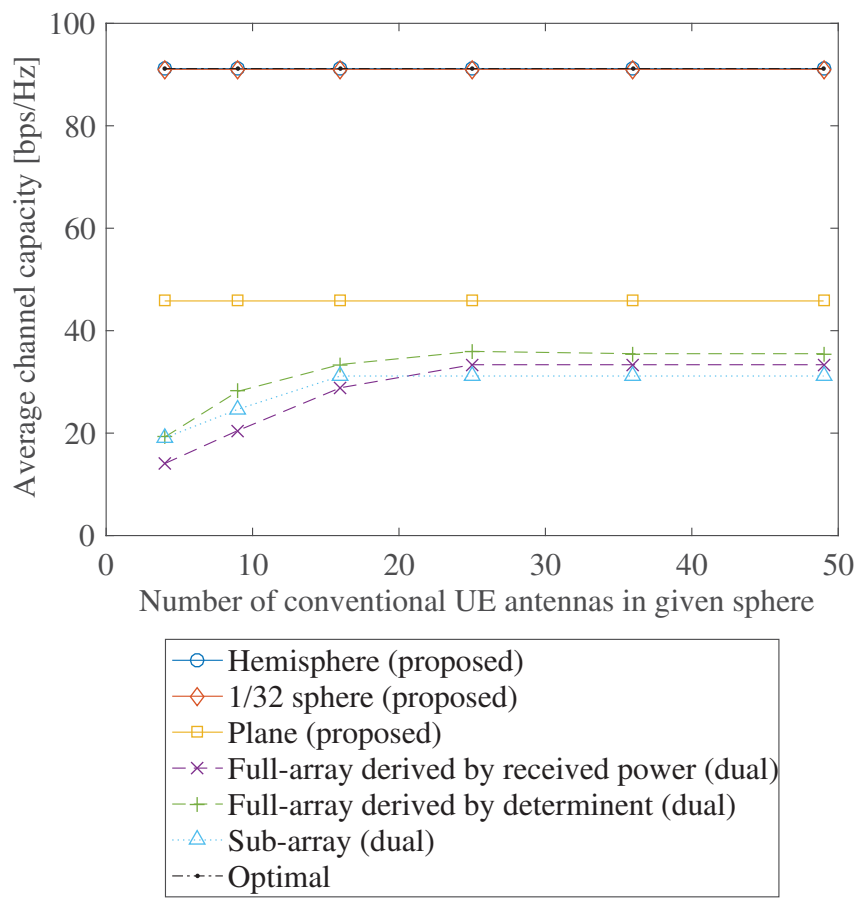 100
80
60
40
20
0
Average channel capacity [bps/Hz]
0 10 20 30 40 50
Number of conventional UE antennas in given sphere
Hemisphere (proposed)
1/32 sphere (proposed)
Plane (proposed)
Full-array derived by received power (dual)
Full-array derived by determinent (dual)
Sub-array (dual)
Optimal